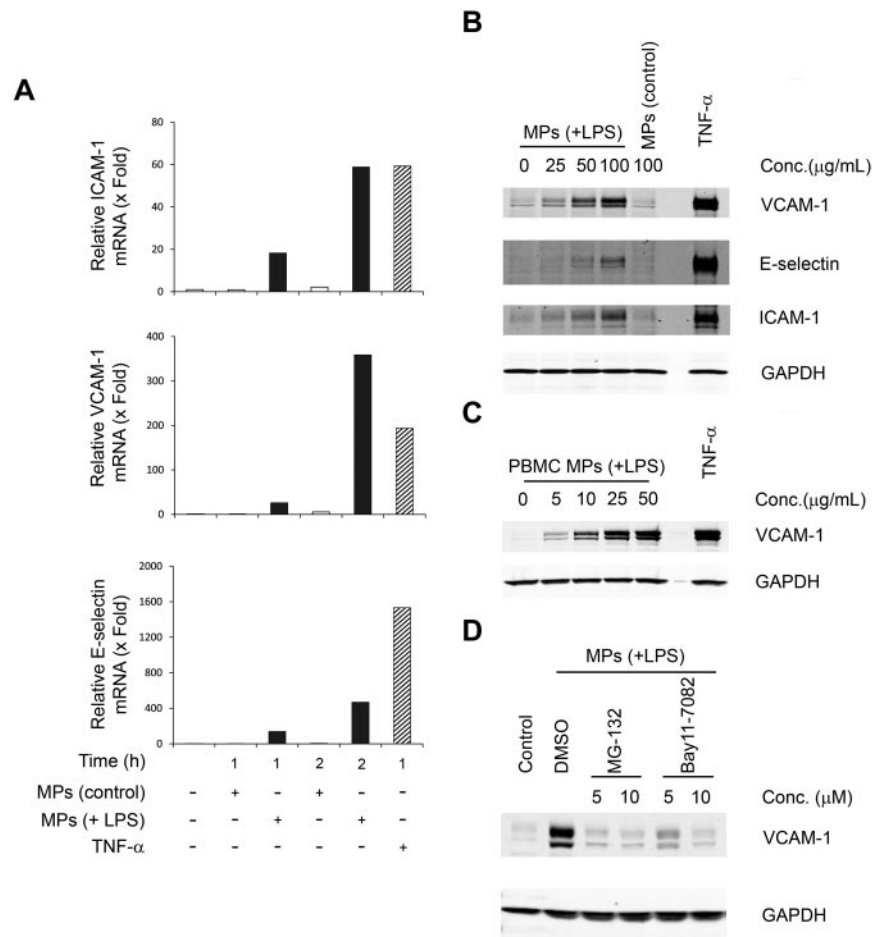 A
80
60
40
20
0
Relative ICAM-1
mRNA (x Fold)
400
300
200
100
0
Relative VCAM-1
mRNA (x Fold)
2000
1600
1200
800
400
0
Relative E-selectin
mRNA (x Fold)
Time (h) 1 1 2 2 1
MPs (control) - + - + - -
MPs (+ LPS) - - + - + -
TNF-α - - - - - +
B
MPs (+LPS)
MPs (control)
TNF-α
0 25 50 100 100 Conc.(μg/mL)
VCAM-1
E-selectin
ICAM-1
GAPDH
C
PBMC MPs (+LPS)
TNF-α
0 5 10 25 50 Conc.(μg/mL)
VCAM-1
GAPDH
D
MPs (+LPS)
Control
DMSO
MG-132
Bay11-7082
5 10 5 10 Conc. (μM)
VCAM-1
GAPDH